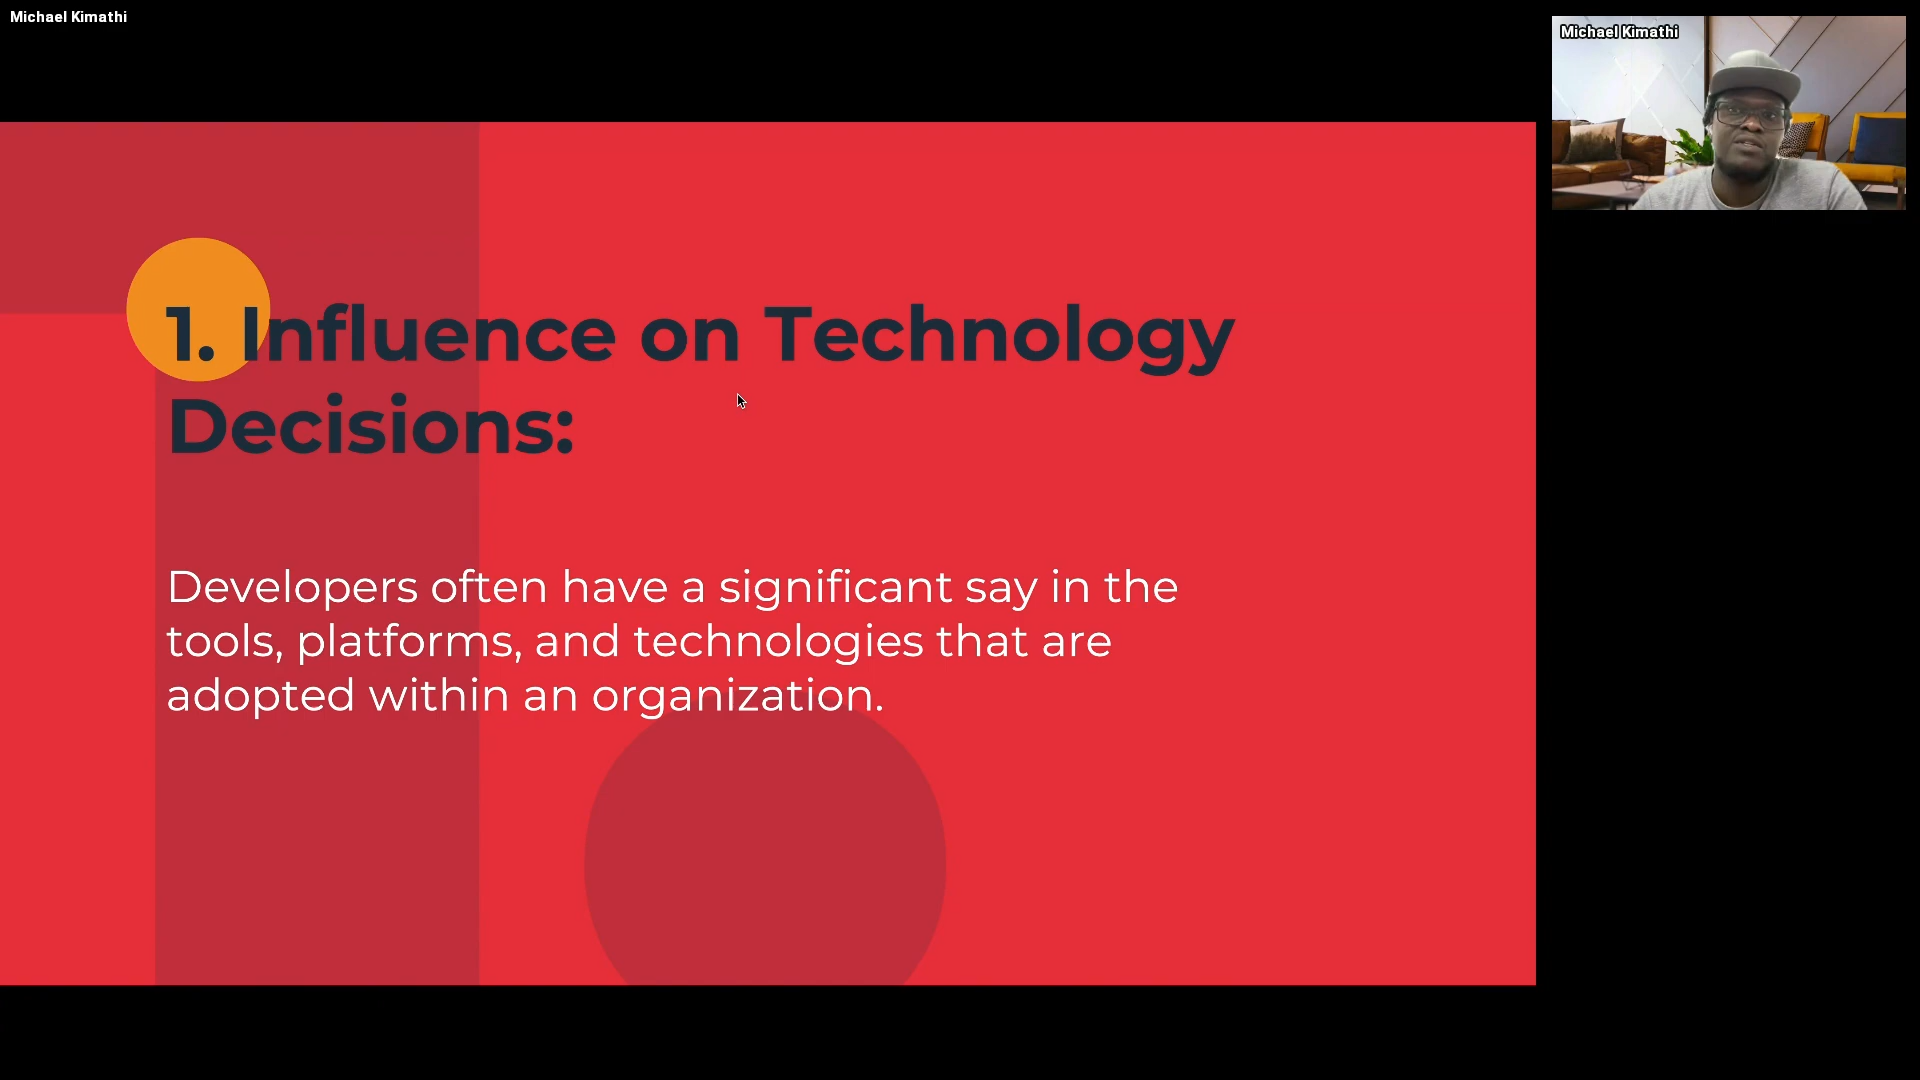 Michael Kimathi
Michael Kimathi
1. Influence on Technology
Decisions:
Developers often have a significant say in the
tools, platforms, and technologies that are
adopted within an organization.